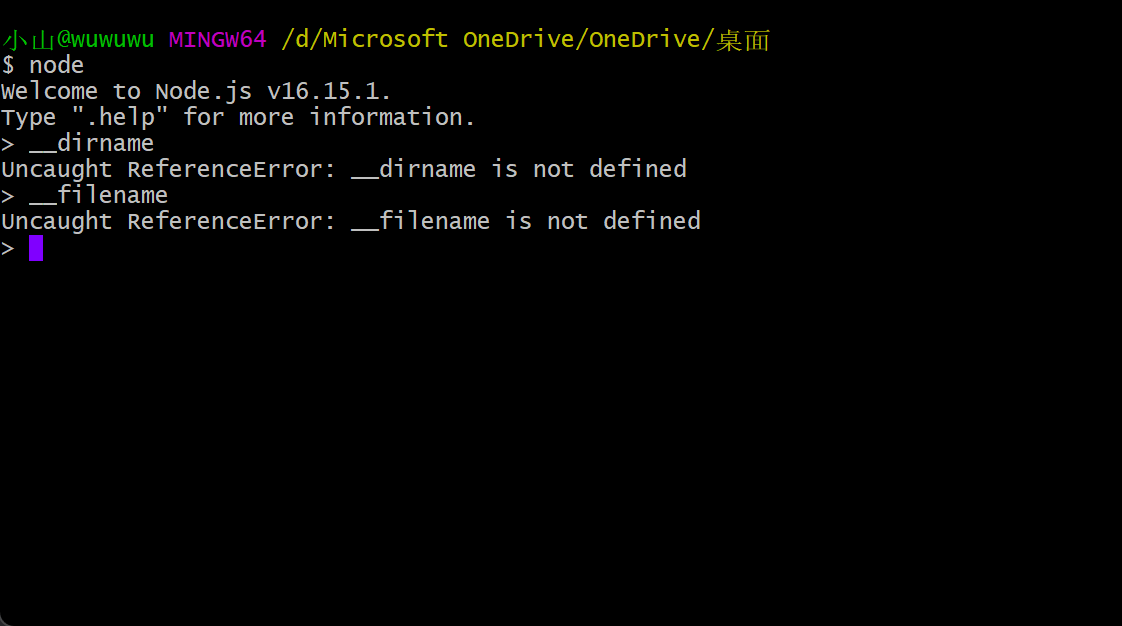 小山@wuwuwu MINGW64 /d/Microsoft OneDrive/OneDrive/桌面
$ node
Welcome to Node.js v16.15.1.
Type ".help" for more information.
> __dirname
Uncaught ReferenceError: __dirname is not defined
> __filename
Uncaught ReferenceError: __filename is not defined
>